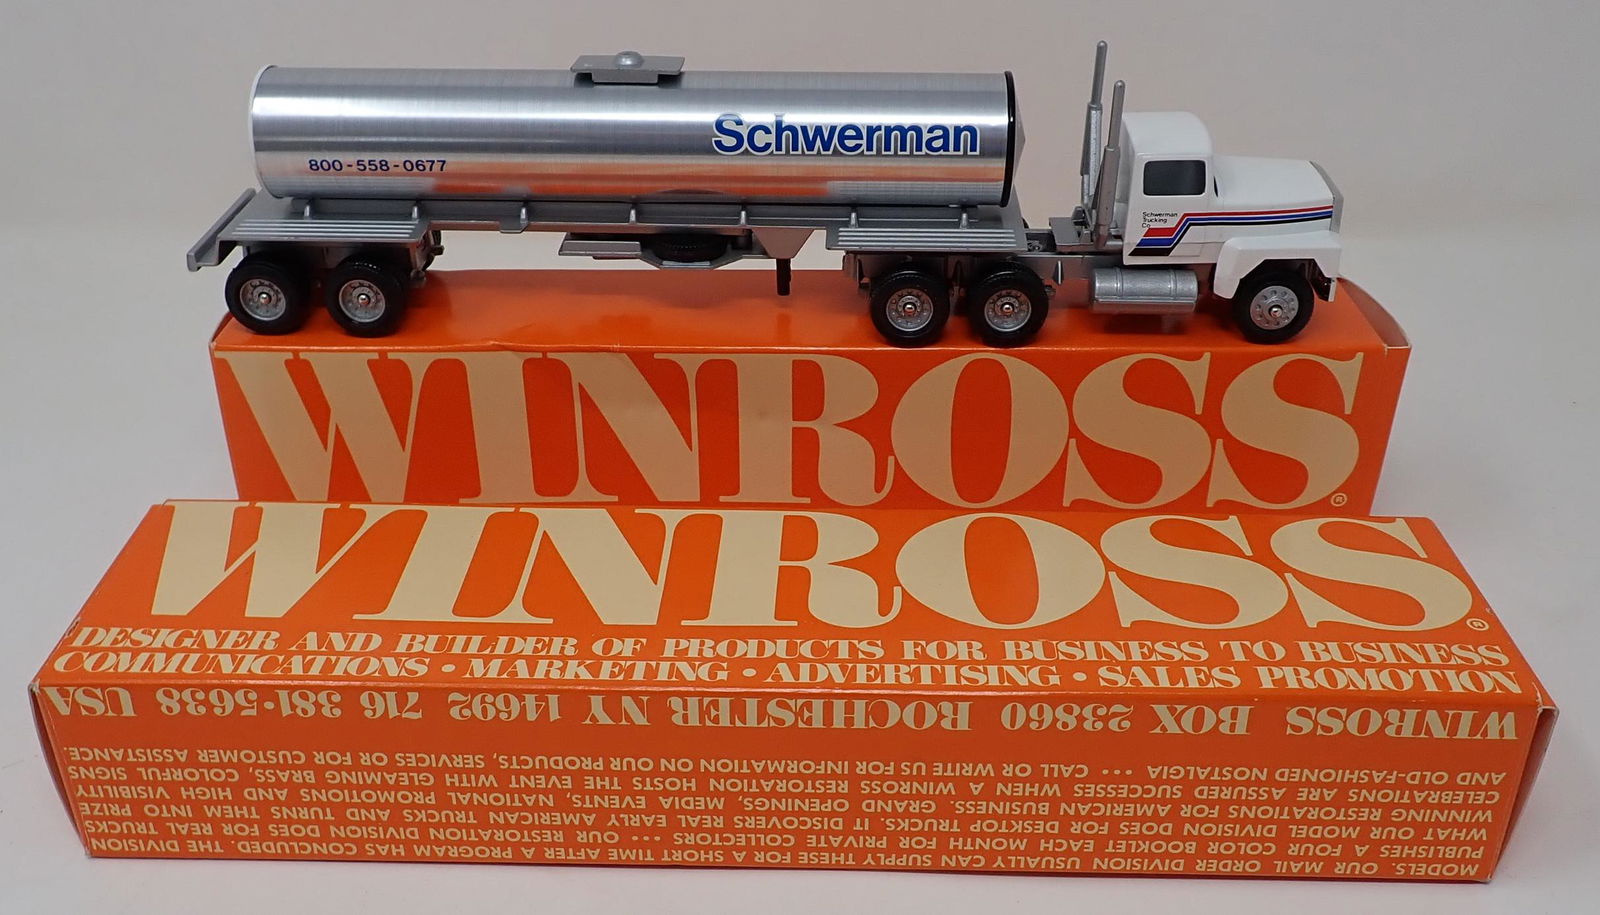 Schwerman
800-558-0677
Schwerman
Trucking
Co.
WINROSS®
WINROSS®
DESIGNER AND BUILDER OF PRODUCTS FOR BUSINESS TO BUSINESS
COMMUNICATIONS • MARKETING • ADVERTISING • SALES PROMOTION
MODELS. OUR MAIL ORDER DIVISION USUALLY CAN SUPPLY THESE FOR A SHORT TIME AFTER A PROGRAM HAS CONCLUDED. THE DIVISION
PUBLISHES A FOUR COLOR BOOKLET EACH MONTH FOR PRIVATE COLLECTORS ••• OUR RESTORATION DIVISION DOES FOR REAL TRUCKS
WHAT OUR MODEL DIVISION DOES FOR DESKTOP TRUCKS. IT DISCOVERS REAL EARLY AMERICAN TRUCKS AND TURNS THEM INTO PRIZE
WINNING RESTORATIONS FOR AMERICAN BUSINESS. GRAND OPENINGS, MEDIA EVENTS, NATIONAL PROMOTIONS AND HIGH VISIBILITY
CELEBRATIONS ARE ASSURED SUCCESSES WHEN A WINROSS RESTORATION HOSTS THE EVENT WITH GLEAMING BRASS, COLORFUL SIGNS
AND OLD-FASHIONED NOSTALGIA ••• CALL OR WRITE US FOR INFORMATION ON OUR PRODUCTS, SERVICES OR FOR CUSTOMER ASSISTANCE.
WINROSS BOX 23860 ROCHESTER NY 14692 716 381•5638 USA